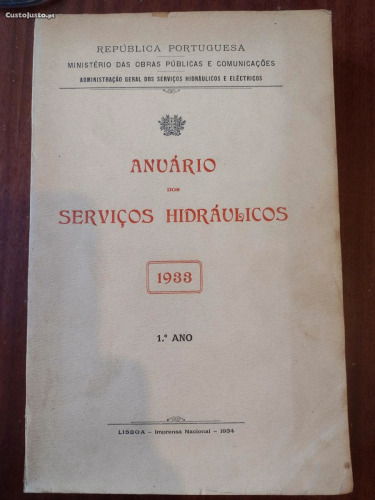 CustoJusto.pt
REPÚBLICA PORTUGUESA
MINISTÉRIO DAS OBRAS PÚBLICAS E COMUNICAÇÕES
ADMINISTRAÇÃO GERAL DOS SERVIÇOS HIDRÁULICOS E ELÉCTRICOS
ANUÁRIO
DOS
SERVIÇOS HIDRÁULICOS
1933
1.º ANO
LISBOA — Imprensa Nacional — 1934